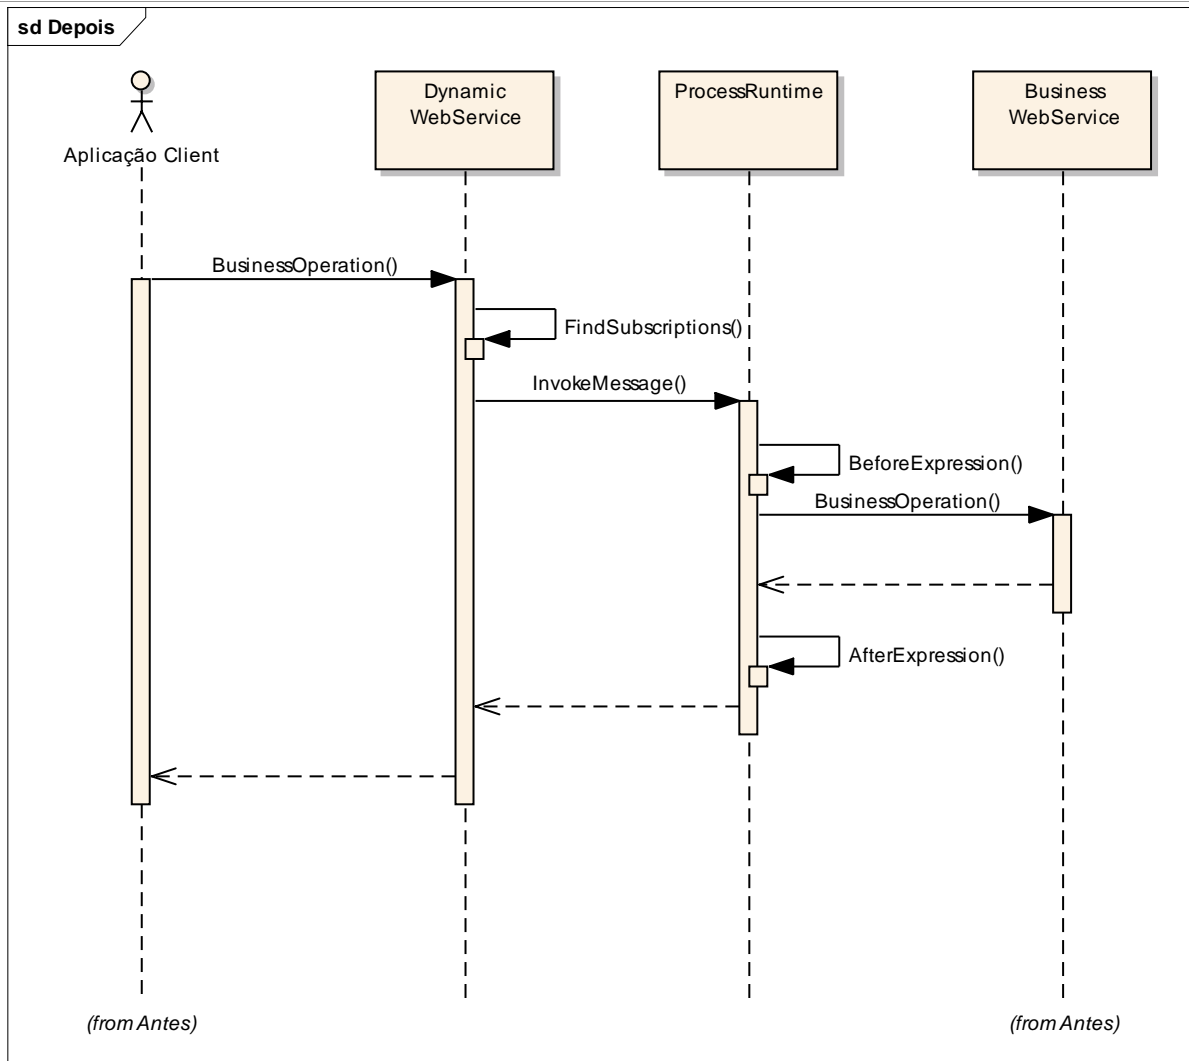 sd Depois
Aplicação Client
Dynamic
WebService
ProcessRuntime
Business
WebService
BusinessOperation()
FindSubscriptions()
InvokeMessage()
BeforeExpression()
BusinessOperation()
AfterExpression()
(from Antes)
(from Antes)